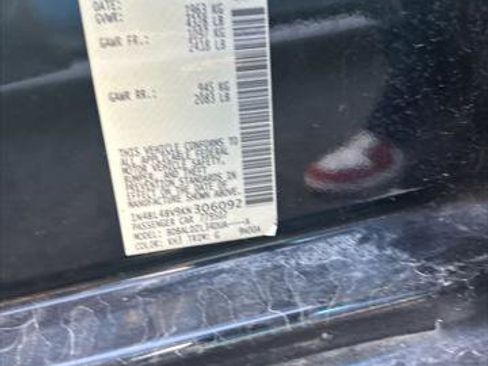 DATE:
GVWR: 1963 KG
4328 LB
GAWR FR.: 1097 KG
2418 LB
GAWR RR.: 945 KG
2083 LB
THIS VEHICLE CONFORMS TO
ALL APPLICABLE FEDERAL
MOTOR VEHICLE SAFETY,
BUMPER AND THEFT
PREVENTION STANDARDS IN
EFFECT ON THE DATE OF
MANUFACTURE SHOWN ABOVE.
1N4BL4BV9KN306092
PASSENGER CAR
MODEL:
COLOR: KH3 TRIM: G